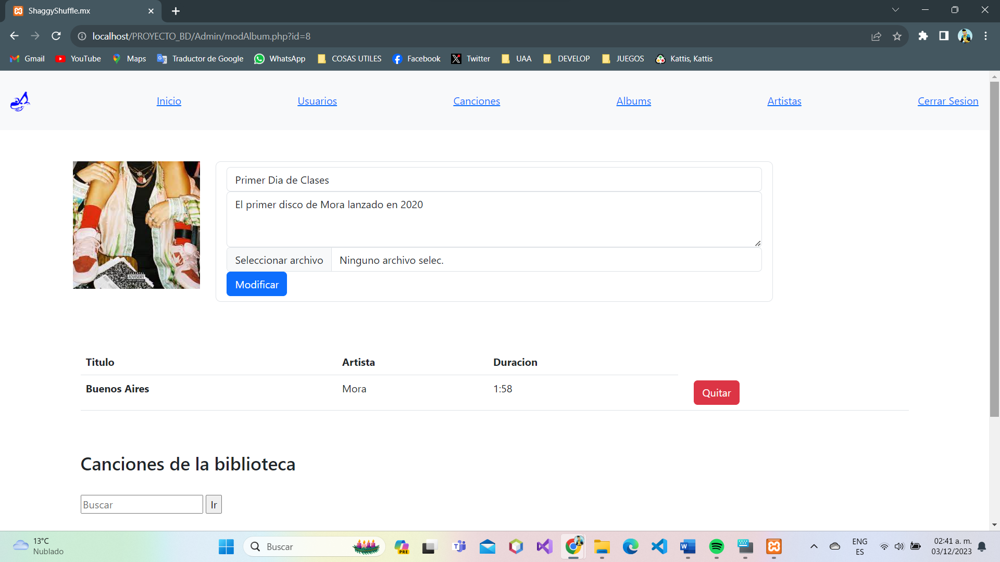 ShaggyShuffle.mx
localhost/PROYECTO_BD/Admin/modAlbum.php?id=8
Gmail YouTube Maps Traductor de Google WhatsApp COSAS UTILES Facebook Twitter UAA DEVELOP JUEGOS Kattis, Kattis
Inicio Usuarios Canciones Albums Artistas Cerrar Sesion
Primer Dia de Clases
El primer disco de Mora lanzado en 2020
Seleccionar archivo Ninguno archivo selec.
PARENTAL
ADVISORY
Modificar
Titulo Artista Duracion
Buenos Aires Mora 1:58 Quitar
Canciones de la biblioteca
Buscar Ir
13°C
Nublado
Buscar
PRE
ENG
ES
02:41 a. m.
03/12/2023